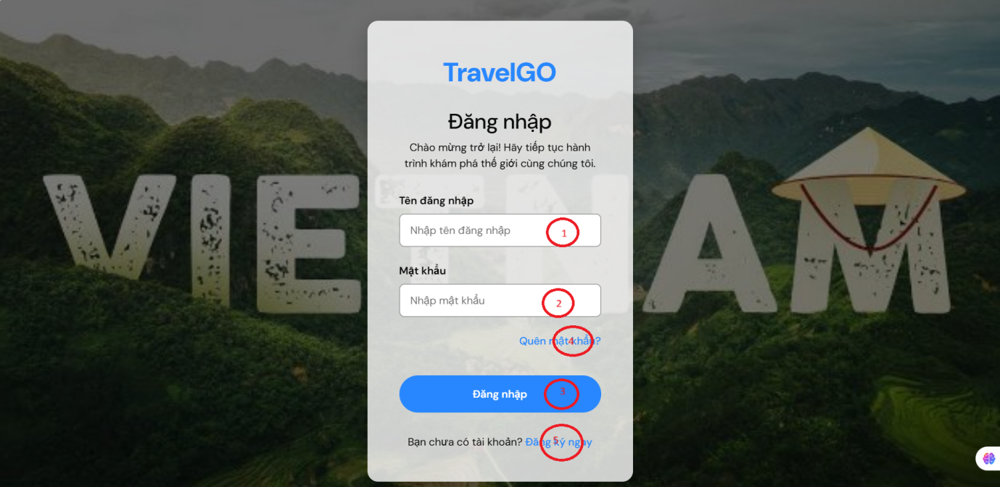 TravelGO
Đăng nhập
Chào mừng trở lại! Hãy tiếp tục hành
trình khám phá thế giới cùng chúng tôi.
VIETNAM
Tên đăng nhập
Nhập tên đăng nhập 1
Mật khẩu
Nhập mật khẩu 2
Quên mật khẩu? 4
Đăng nhập 3
Bạn chưa có tài khoản? Đăng ký ngay 5